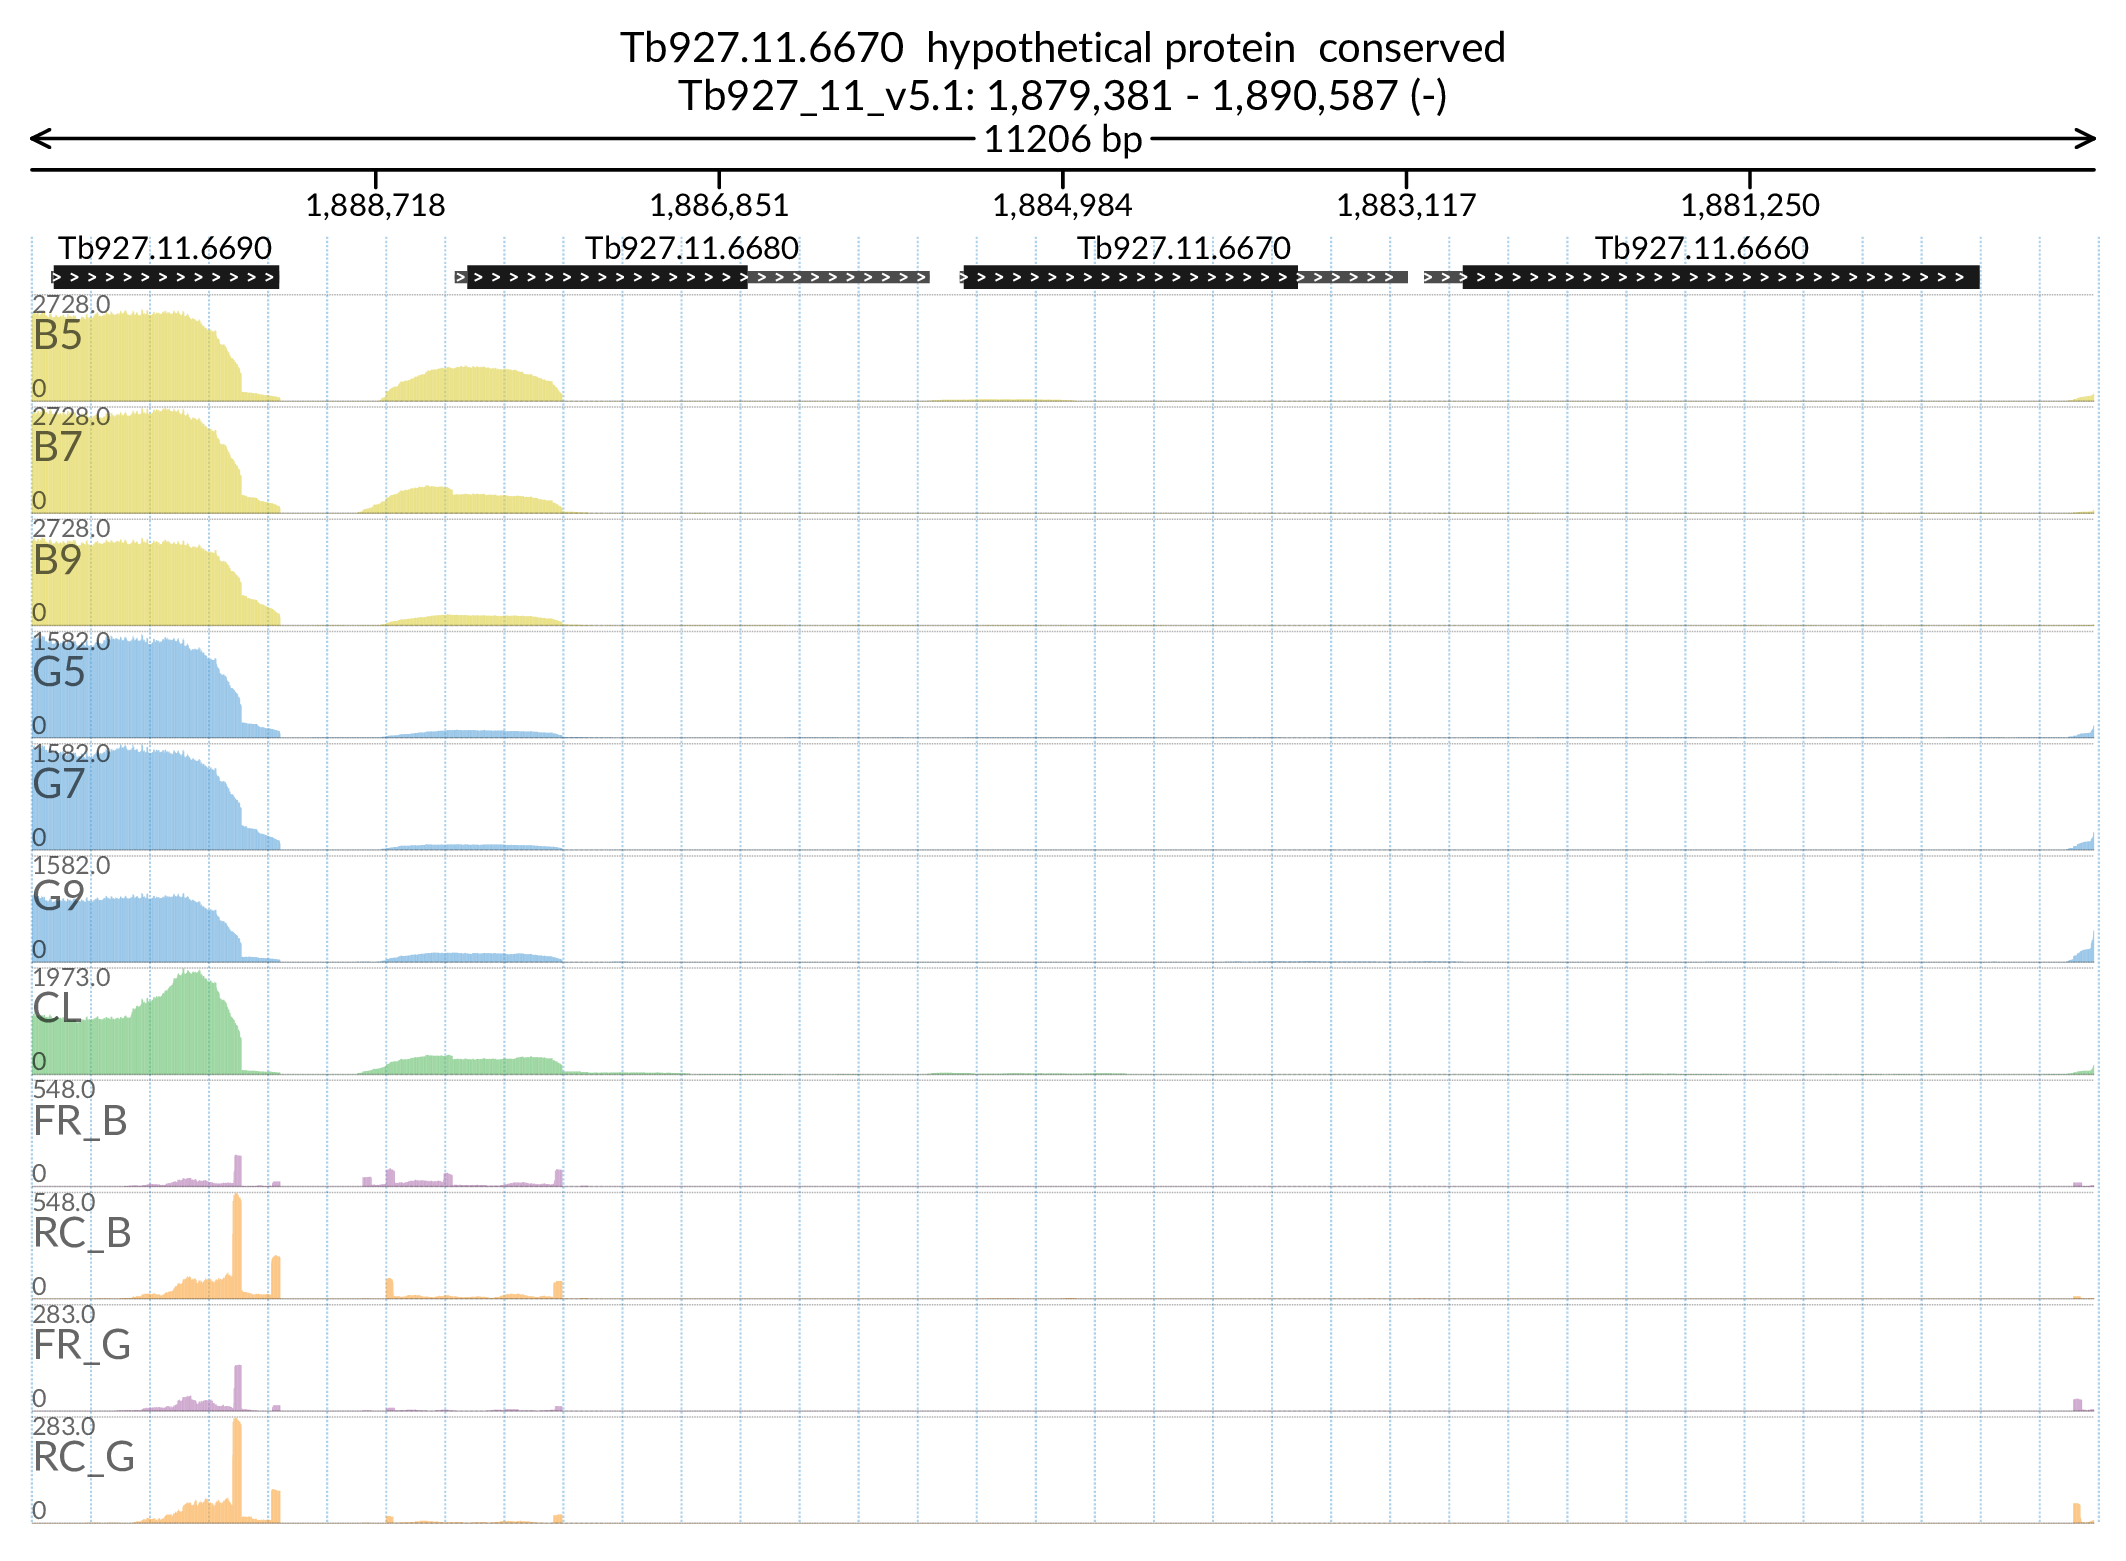 Tb927.11.6670  hypothetical protein  conserved
Tb927_11_v5.1: 1,879,381 - 1,890,587 (-)
11206 bp
1,888,718 1,886,851 1,884,984 1,883,117 1,881,250
Tb927.11.6690 Tb927.11.6680 Tb927.11.6670 Tb927.11.6660
2728.0
B5
0
2728.0
B7
0
2728.0
B9
0
1582.0
G5
0
1582.0
G7
0
1582.0
G9
0
1973.0
CL
0
548.0
FR_B
0
548.0
RC_B
0
283.0
FR_G
0
283.0
RC_G
0